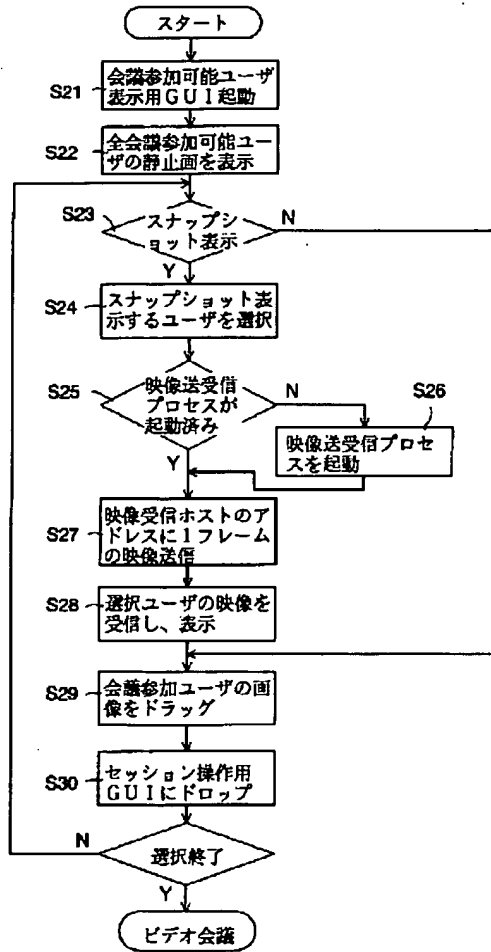 スタート
S21
会議参加可能ユーザ
表示用GUI起動
S22
全会議参加可能ユー
ザの静止画を表示
S23
スナップシ
ョット表示
N
Y
S24
スナップショット表
示するユーザを選択
S25
映像送受信
プロセスが
起動済み
N
Y
S26
映像送受信プロセ
スを起動
S27
映像受信ホストのア
ドレスに1フレーム
の映像送信
S28
選択ユーザの映像を
受信し、表示
S29
会議参加ユーザの画
像をドラッグ
S30
セッション操作用
GUIにドロップ
N
選択終了
Y
ビデオ会議